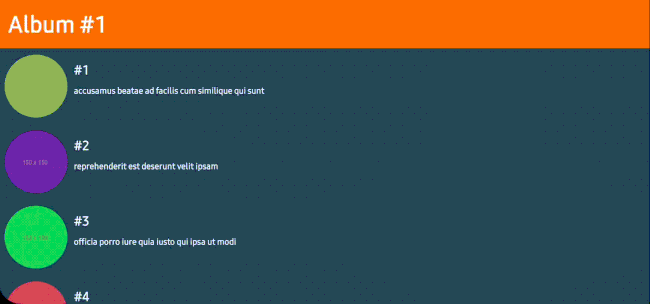 Album #1
#1
accusamus beatae ad facilis cum similique qui sunt
#2
150 x 150
reprehenderit est deserunt velit ipsam
#3
officia porro iure quia iusto qui ipsa ut modi
#4